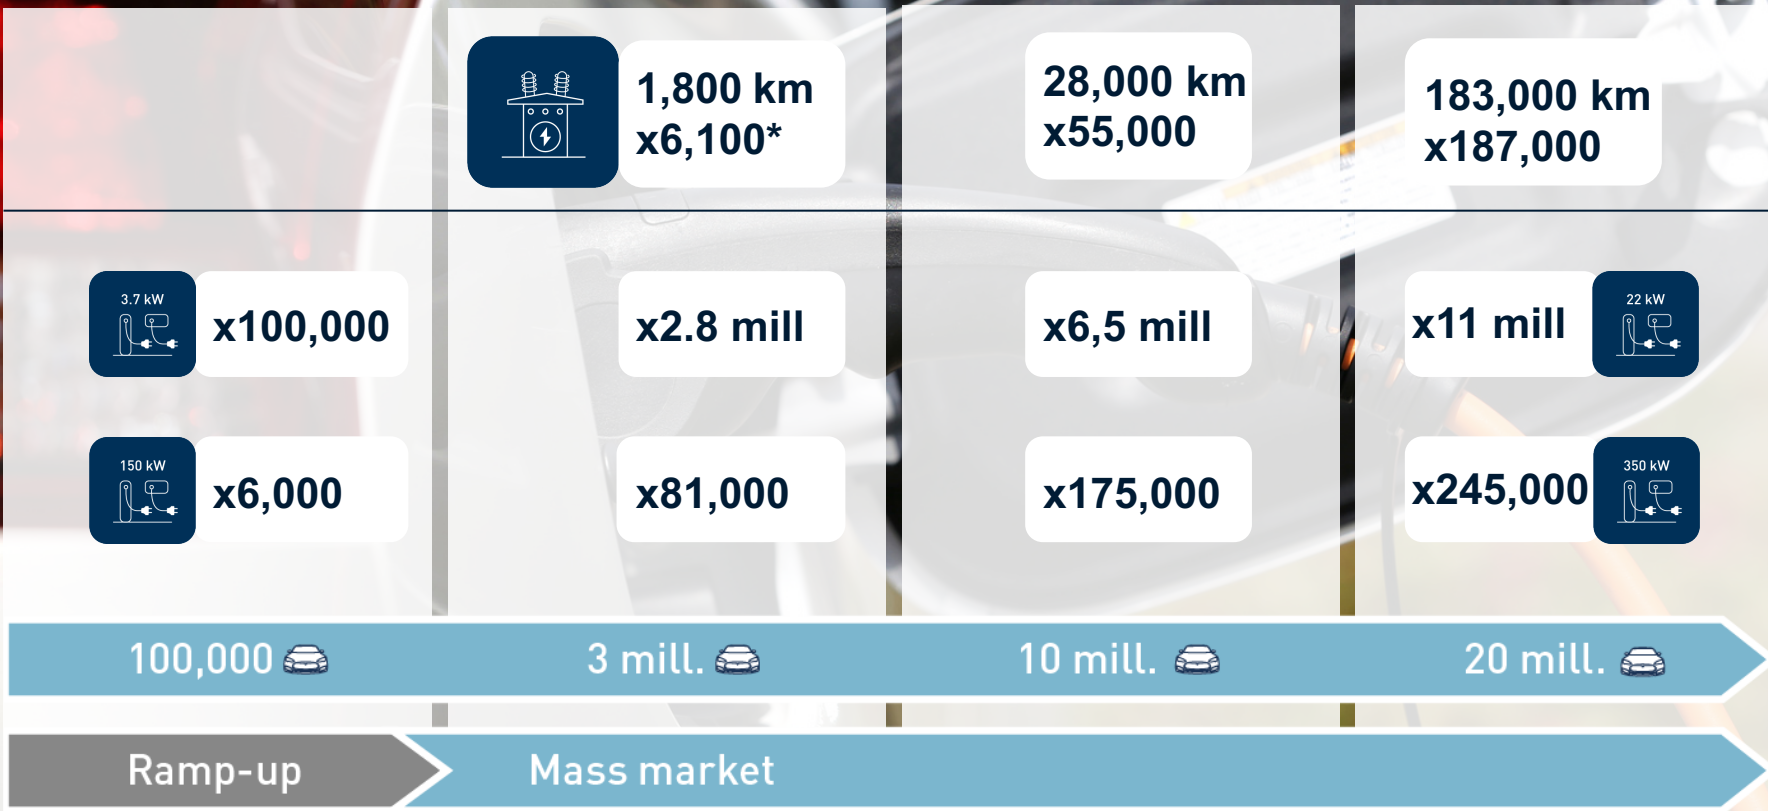 1,800 km
x6,100*
28,000 km
x55,000
183,000 km
x187,000
3.7 kW
x100,000
x2.8 mill
x6,5 mill
x11 mill
22 kW
150 kW
x6,000
x81,000
x175,000
x245,000
350 kW
100,000
3 mill.
10 mill.
20 mill.
Ramp-up
Mass market